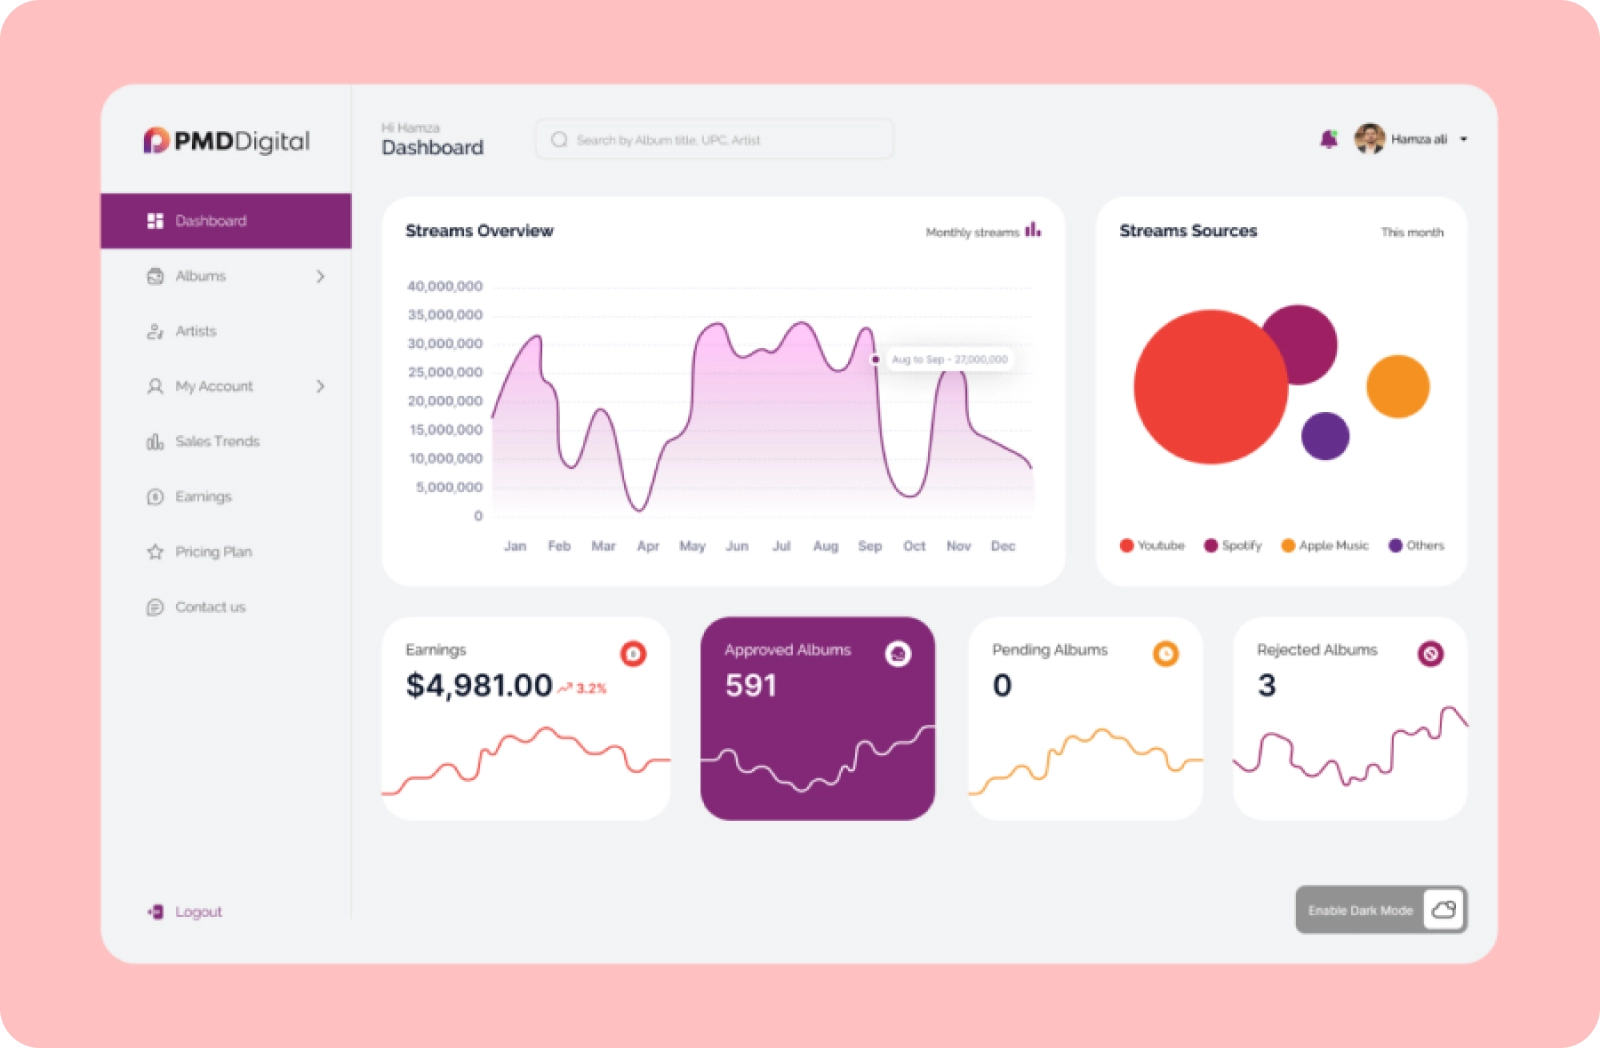 PMDDigital
Hi Hamza
Dashboard
Search by Album title, UPC, Artist
Hamza ali
Dashboard
Albums
Artists
My Account
Sales Trends
Earnings
Pricing Plan
Contact us
Logout
Streams Overview
Monthly streams
40,000,000
35,000,000
30,000,000
25,000,000
20,000,000
15,000,000
10,000,000
5,000,000
0
Aug to Sep - 27,000,000
Jan Feb Mar Apr May Jun Jul Aug Sep Oct Nov Dec
Streams Sources
This month
Youtube Spotify Apple Music Others
Earnings
$4,981.00 3.2%
Approved Albums
591
Pending Albums
0
Rejected Albums
3
Enable Dark Mode